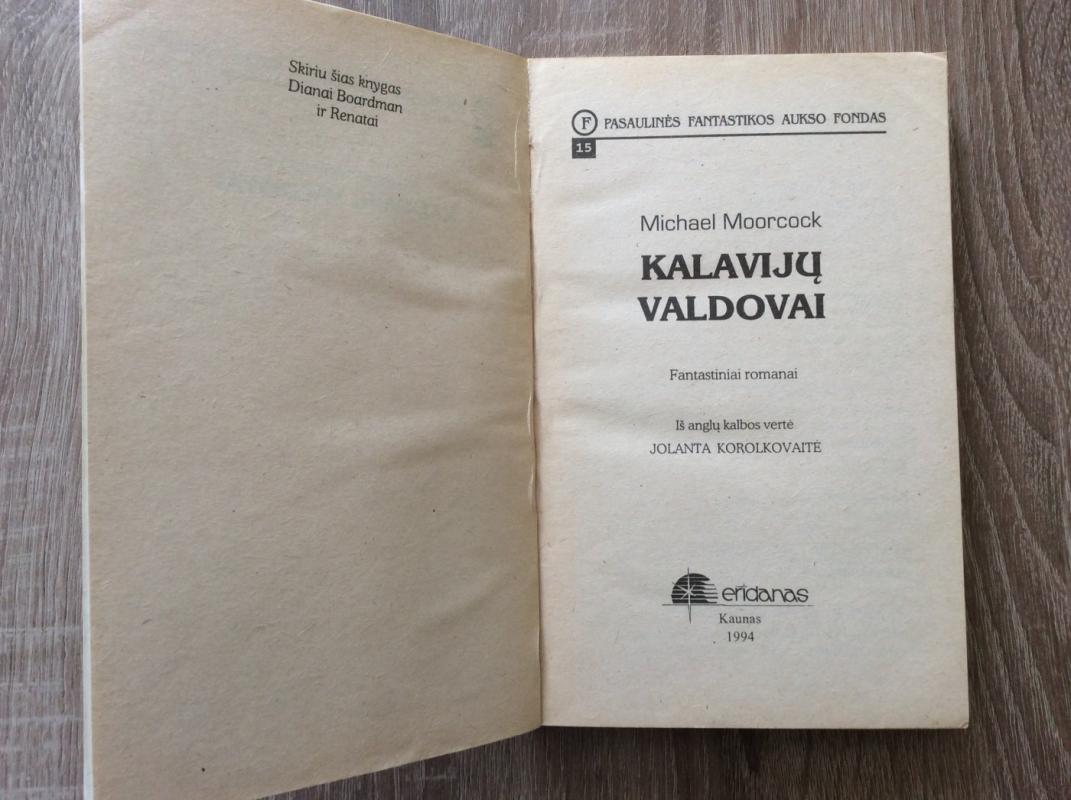 Skiriu šias knygas
Dianai Boardman
ir Renatai
F PASAULINĖS FANTASTIKOS AUKSO FONDAS
15
Michael Moorcock
KALAVIJŲ
VALDOVAI
Fantastiniai romanai
Iš anglų kalbos vertė
JOLANTA KOROLKOVAITĖ
eridanas
Kaunas
1994